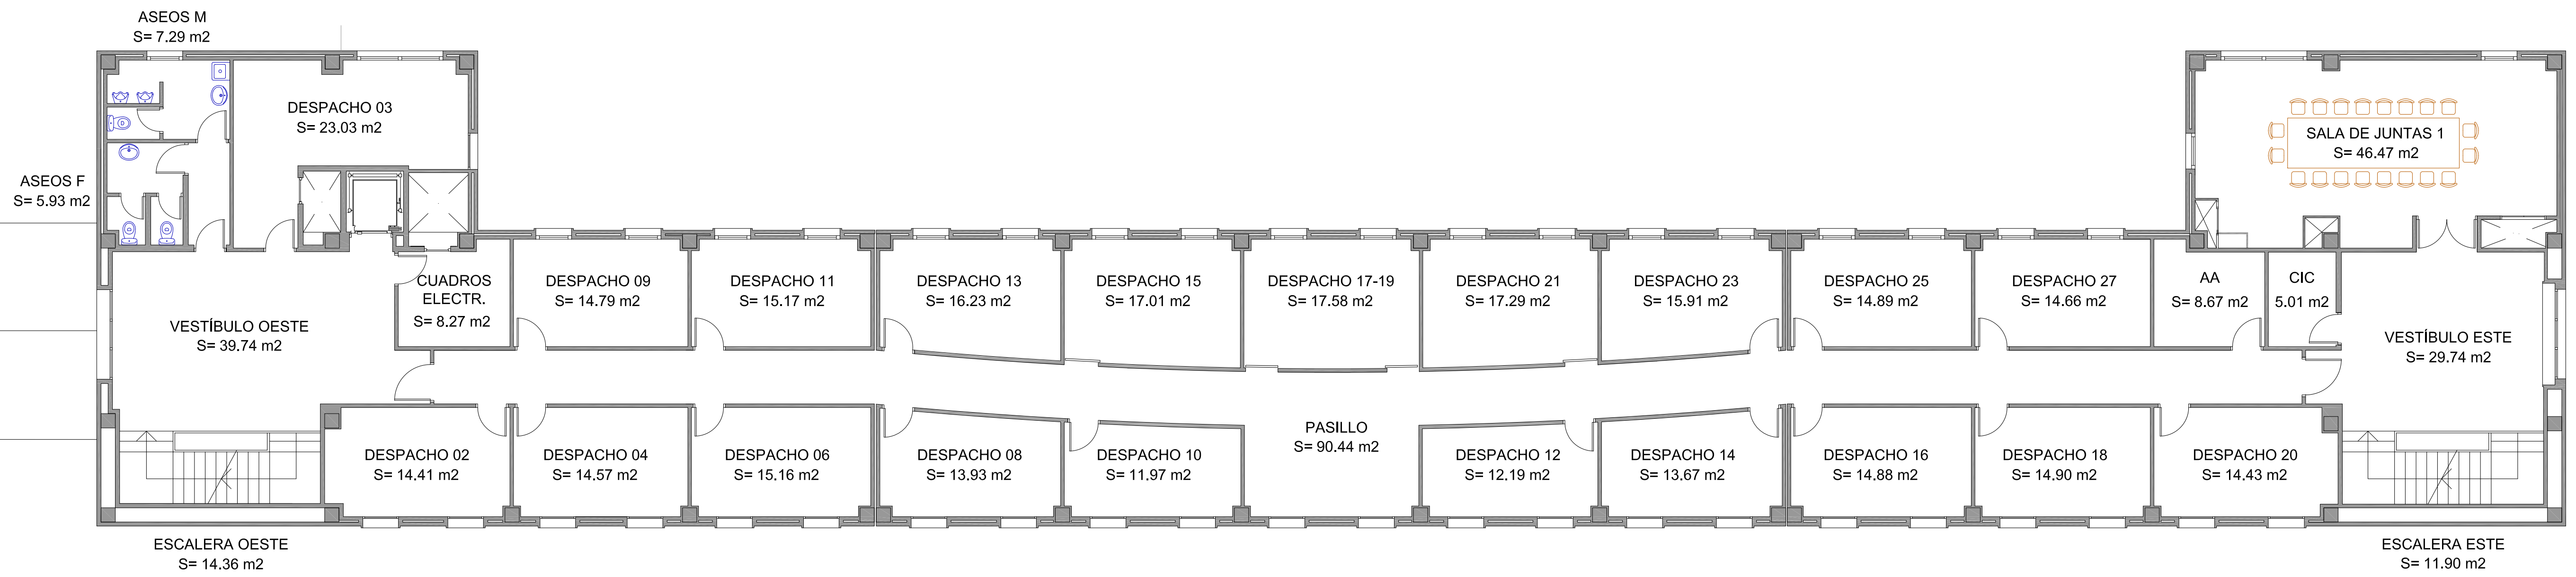 ASEOS M
S= 7.29 m2
DESPACHO 03
S= 23.03 m2
SALA DE JUNTAS 1
S= 46.47 m2
ASEOS F
S= 5.93 m2
CUADROS
ELECTR.
S= 8.27 m2
DESPACHO 09
S= 14.79 m2
DESPACHO 11
S= 15.17 m2
DESPACHO 13
S= 16.23 m2
DESPACHO 15
S= 17.01 m2
DESPACHO 17-19
S= 17.58 m2
DESPACHO 21
S= 17.29 m2
DESPACHO 23
S= 15.91 m2
DESPACHO 25
S= 14.89 m2
DESPACHO 27
S= 14.66 m2
AA
S= 8.67 m2
CIC
5.01 m2
VESTÍBULO OESTE
S= 39.74 m2
VESTÍBULO ESTE
S= 29.74 m2
PASILLO
S= 90.44 m2
DESPACHO 02
S= 14.41 m2
DESPACHO 04
S= 14.57 m2
DESPACHO 06
S= 15.16 m2
DESPACHO 08
S= 13.93 m2
DESPACHO 10
S= 11.97 m2
DESPACHO 12
S= 12.19 m2
DESPACHO 14
S= 13.67 m2
DESPACHO 16
S= 14.88 m2
DESPACHO 18
S= 14.90 m2
DESPACHO 20
S= 14.43 m2
ESCALERA OESTE
S= 14.36 m2
ESCALERA ESTE
S= 11.90 m2